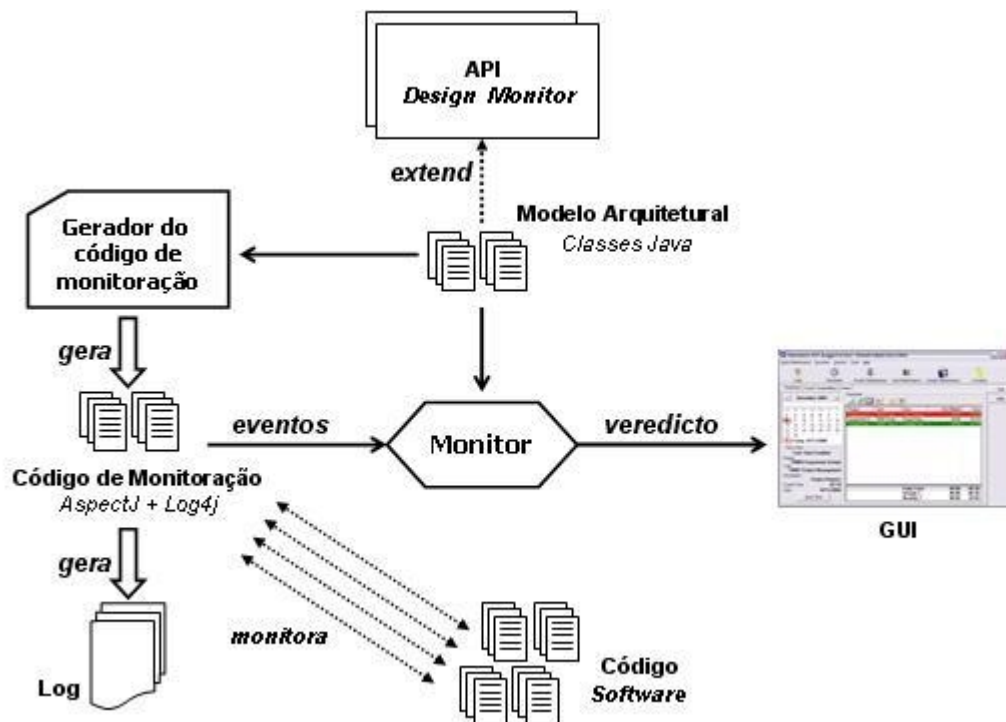 API
Design Monitor
extend
Modelo Arquitetural
Classes Java
Gerador do
código de
monitoração
gera
eventos
Monitor
veredicto
Código de Monitoração
AspectJ + Log4j
GUI
gera
monitora
Log
Código
Software